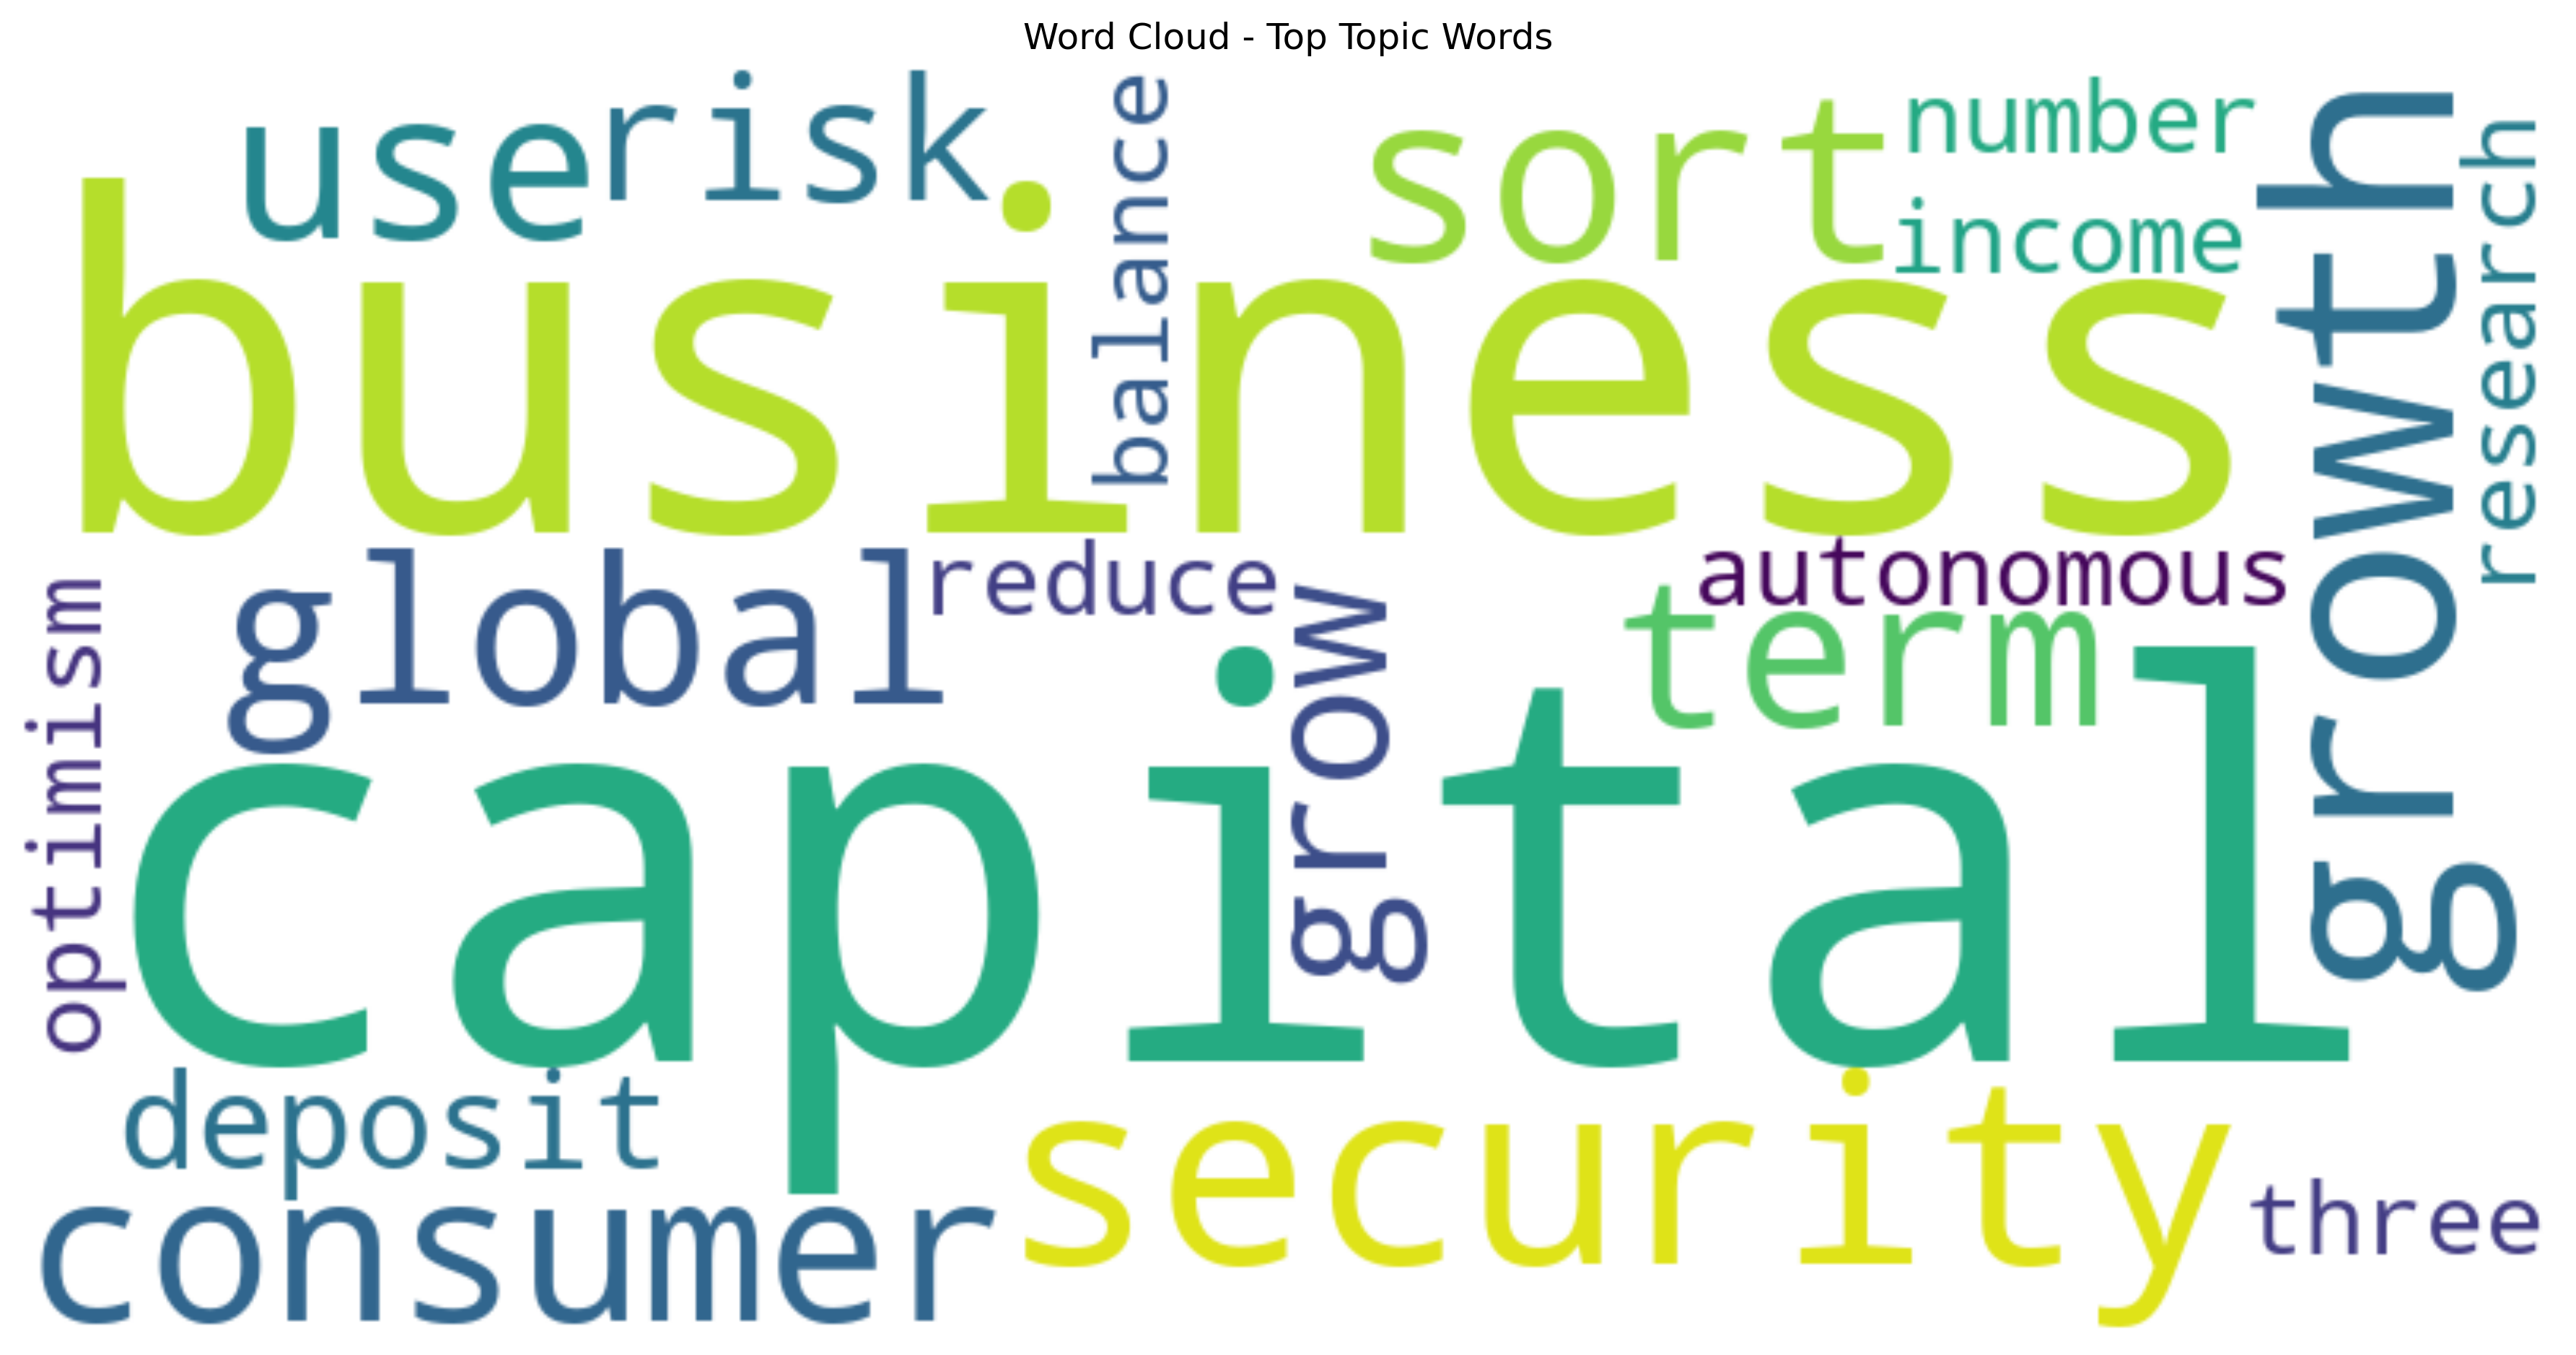 Word Cloud - Top Topic Words
use
risk
balance
sort
number
income
growth
research
business
global
reduce
autonomous
term
optimism
grow
capital
deposit
security
consumer
three